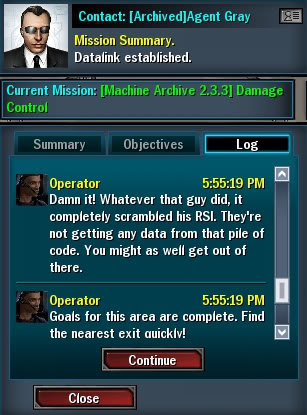 Contact: [Archived]Agent Gray
Mission Summary.
Datalink established.
Current Mission: [Machine Archive 2.3.3] Damage
Control
Summary Objectives Log
Operator 5:55:19 PM
Damn it! Whatever that guy did, it
completely scrambled his RSI. They're
not getting any data from that pile of
code. You might as well get out of
there.
Operator 5:55:19 PM
Goals for this area are complete. Find
the nearest exit quickly!
Continue
Close